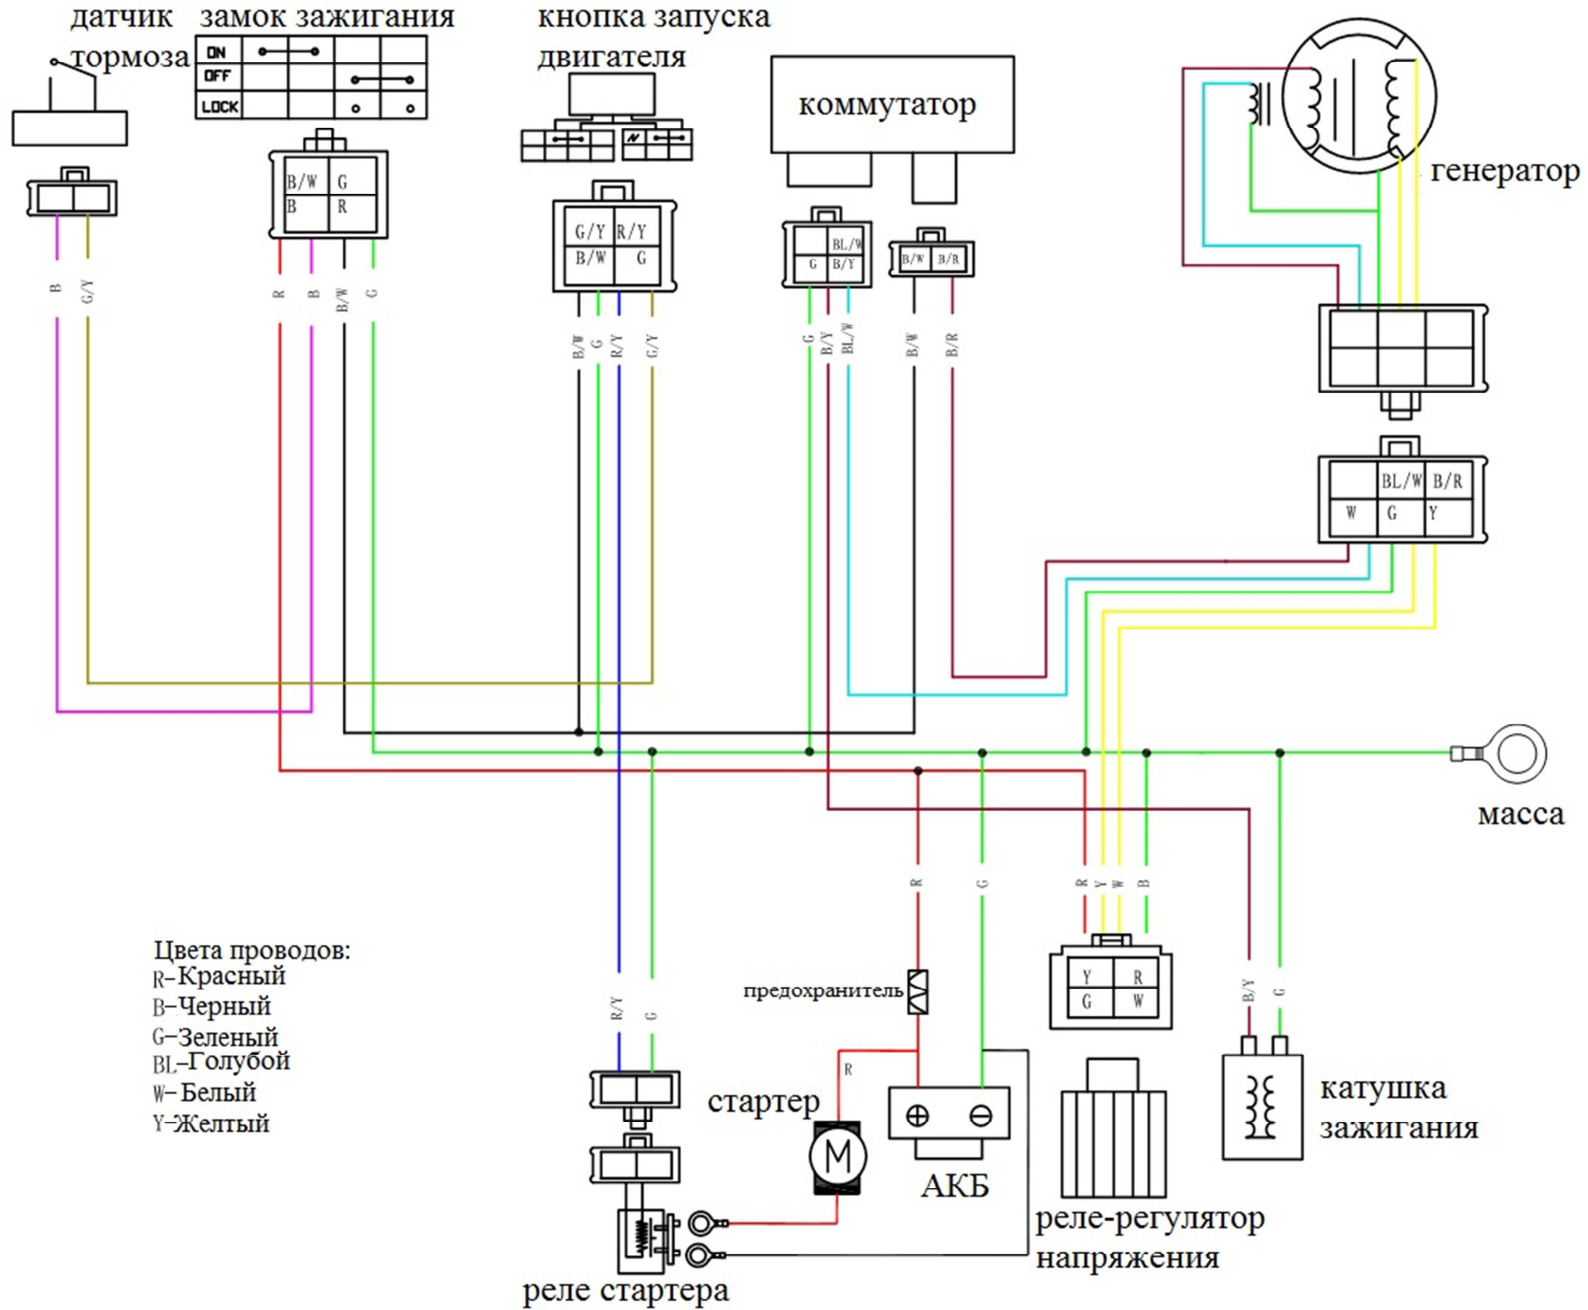 датчик
тормоза
замок зажигания
ON
OFF
LOCK
кнопка запуска
двигателя
коммутатор
генератор
B/W G
B R
G/Y R/Y
B/W G
BL/W
G B/Y
B/W B/R
B
G/Y
R
B
B/W
G
B/W
G
R/Y
G/Y
G
B/Y
BL/W
B/W
B/R
BL/W B/R
W G Y
масса
R
G
R
Y
W
B
Цвета проводов:
R-Красный
B-Черный
G-Зеленый
BL-Голубой
W-Белый
Y-Желтый
R/Y
G
предохранитель
Y R
G W
B/Y
G
R
стартер
M
АКБ
катушка
зажигания
реле-регулятор
напряжения
реле стартера